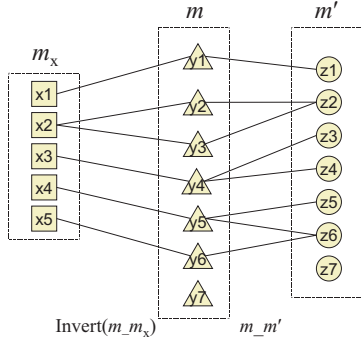 m
m′
mx
x1
x2
x3
x4
x5
y1
y2
y3
y4
y5
y6
y7
z1
z2
z3
z4
z5
z6
z7
Invert(m_mx)
m_m′